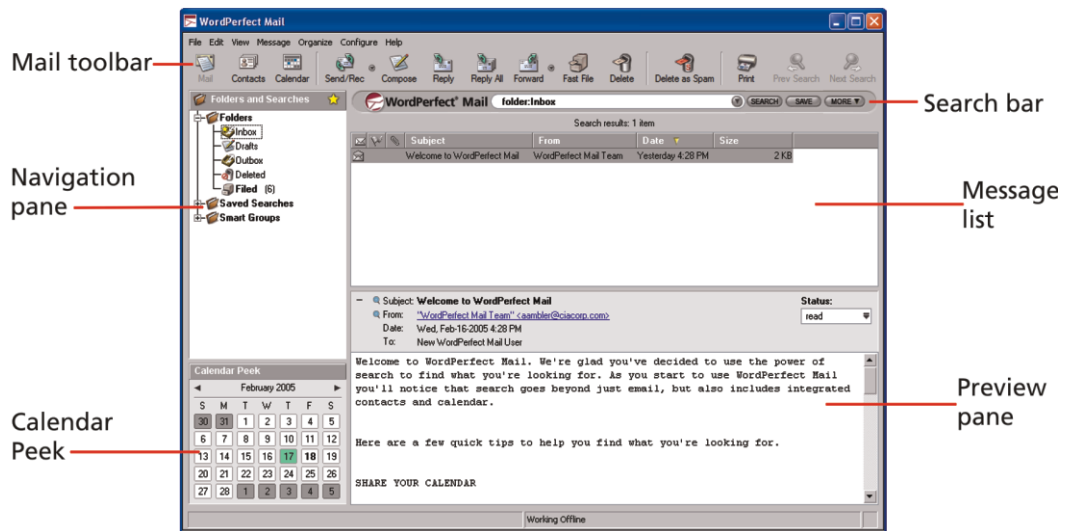 WordPerfect Mail
File Edit View Message Organize Configure Help
Mail Contacts Calendar Send/Rec Compose Reply Reply All Forward Fast File Delete Delete as Spam Print Prev Search Next Search
Mail toolbar
Folders and Searches
WordPerfect® Mail folder:Inbox SEARCH SAVE MORE
Search bar
Folders
Inbox
Drafts
Outbox
Deleted
Filed (6)
Saved Searches
Smart Groups
Navigation
pane
Search results: 1 item
Subject From Date Size
Welcome to WordPerfect Mail WordPerfect Mail Team Yesterday 4:28 PM 2 KB
Message
list
Subject: Welcome to WordPerfect Mail
From: "WordPerfect Mail Team" <aambler@ciacorp.com>
Date: Wed, Feb-16-2005 4:28 PM
To: New WordPerfect Mail User
Status:
read
Welcome to WordPerfect Mail. We're glad you've decided to use the power of
search to find what you're looking for. As you start to use WordPerfect Mail
you'll notice that search goes beyond just email, but also includes integrated
contacts and calendar.
Here are a few quick tips to help you find what you're looking for.
SHARE YOUR CALENDAR
Preview
pane
Calendar Peek
February 2005
S M T W T F S
30 31 1 2 3 4 5
6 7 8 9 10 11 12
13 14 15 16 17 18 19
20 21 22 23 24 25 26
27 28 1 2 3 4 5
Calendar
Peek
Working Offline